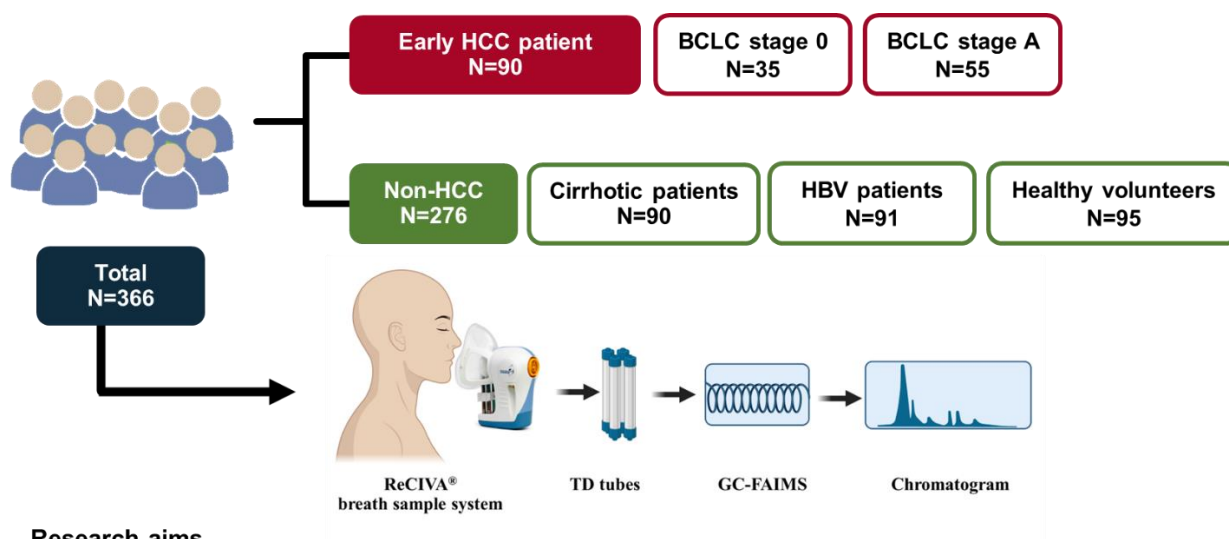 Early HCC patient
N=90
BCLC stage 0
N=35
BCLC stage A
N=55
Non-HCC
N=276
Cirrhotic patients
N=90
HBV patients
N=91
Healthy volunteers
N=95
Total
N=366
ReCIVA®
breath sample system
TD tubes
GC-FAIMS
Chromatogram
Research aims